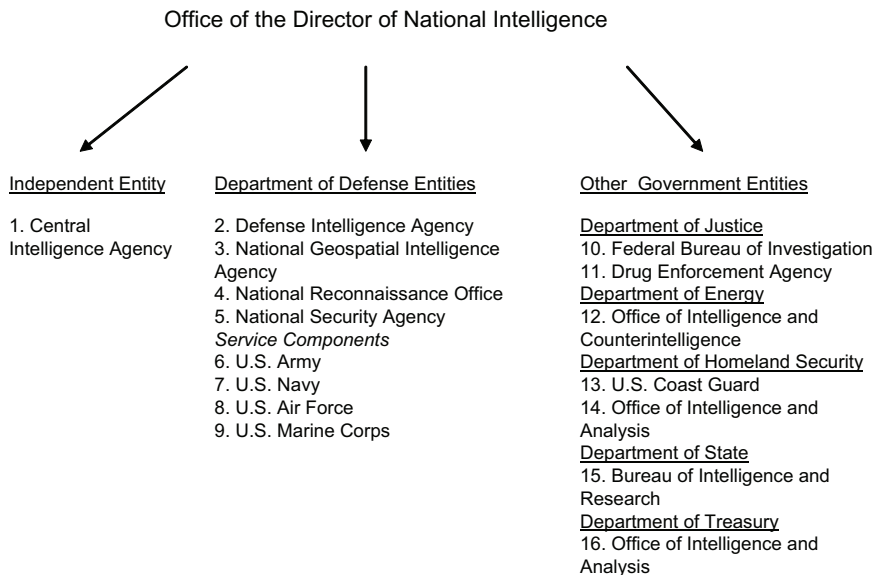 Office of the Director of National Intelligence
Independent Entity
1. Central
Intelligence Agency
Department of Defense Entities
2. Defense Intelligence Agency
3. National Geospatial Intelligence
Agency
4. National Reconnaissance Office
5. National Security Agency
Service Components
6. U.S. Army
7. U.S. Navy
8. U.S. Air Force
9. U.S. Marine Corps
Other Government Entities
Department of Justice
10. Federal Bureau of Investigation
11. Drug Enforcement Agency
Department of Energy
12. Office of Intelligence and
Counterintelligence
Department of Homeland Security
13. U.S. Coast Guard
14. Office of Intelligence and
Analysis
Department of State
15. Bureau of Intelligence and
Research
Department of Treasury
16. Office of Intelligence and
Analysis